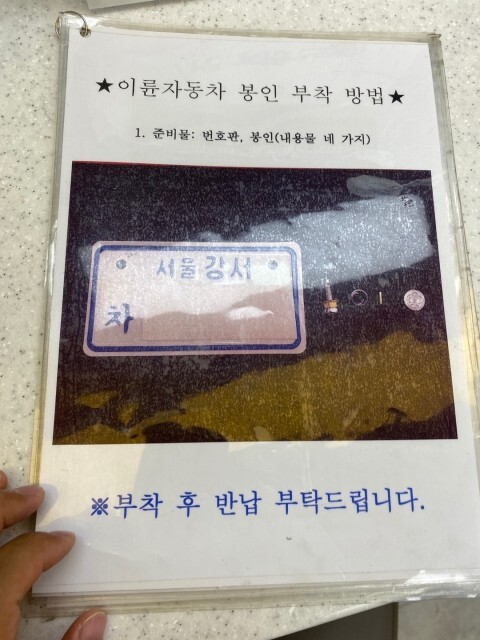 ★이륜자동차 봉인 부착 방법★
1. 준비물: 번호판, 봉인(내용물 네 가지)
서울강서
차
※부착 후 반납 부탁드립니다.